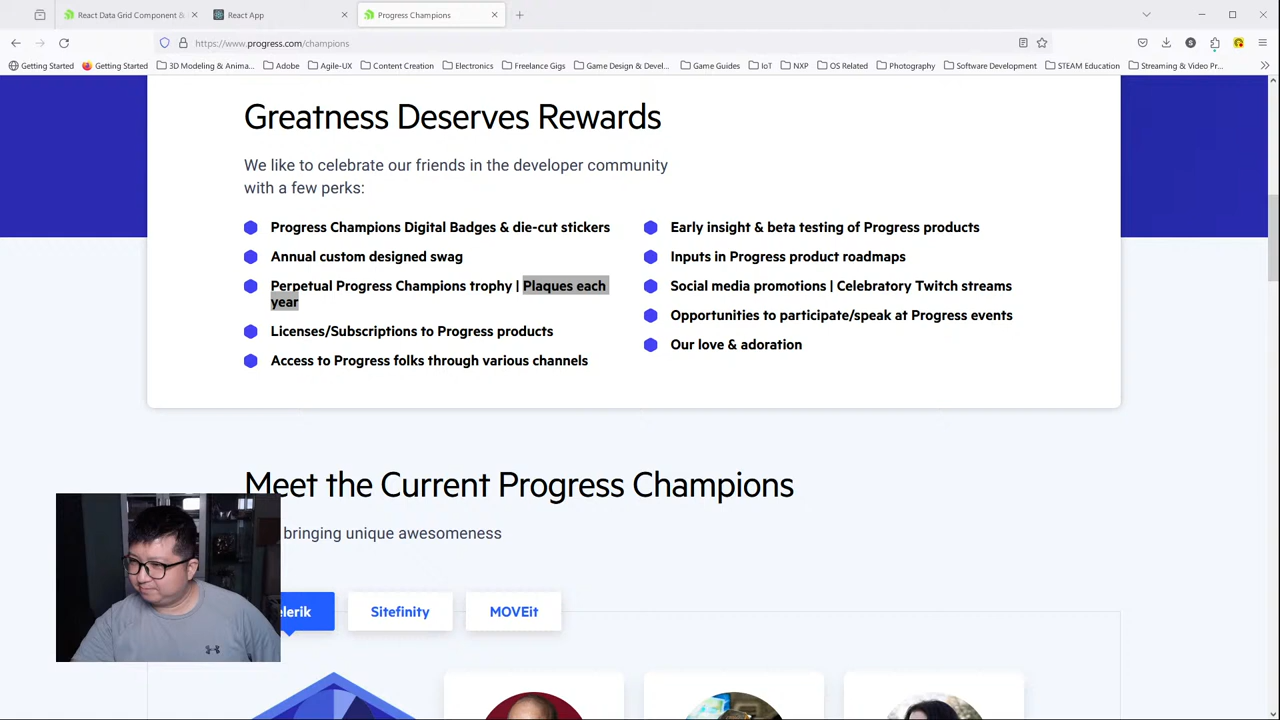 React Data Grid Component &
React App
Progress Champions
https://www.progress.com/champions
Getting Started
Getting Started
3D Modeling & Anima...
Adobe
Agile-UX
Content Creation
Electronics
Freelance Gigs
Game Design & Devel...
Game Guides
IoT
NXP
OS Related
Photography
Software Development
STEAM Education
Streaming & Video Pr...
Greatness Deserves Rewards
We like to celebrate our friends in the developer community
with a few perks:
Progress Champions Digital Badges & die-cut stickers
Annual custom designed swag
Perpetual Progress Champions trophy | Plaques each
year
Licenses/Subscriptions to Progress products
Access to Progress folks through various channels
Early insight & beta testing of Progress products
Inputs in Progress product roadmaps
Social media promotions | Celebratory Twitch streams
Opportunities to participate/speak at Progress events
Our love & adoration
Meet the Current Progress Champions
bringing unique awesomeness
elerik
Sitefinity
MOVEit